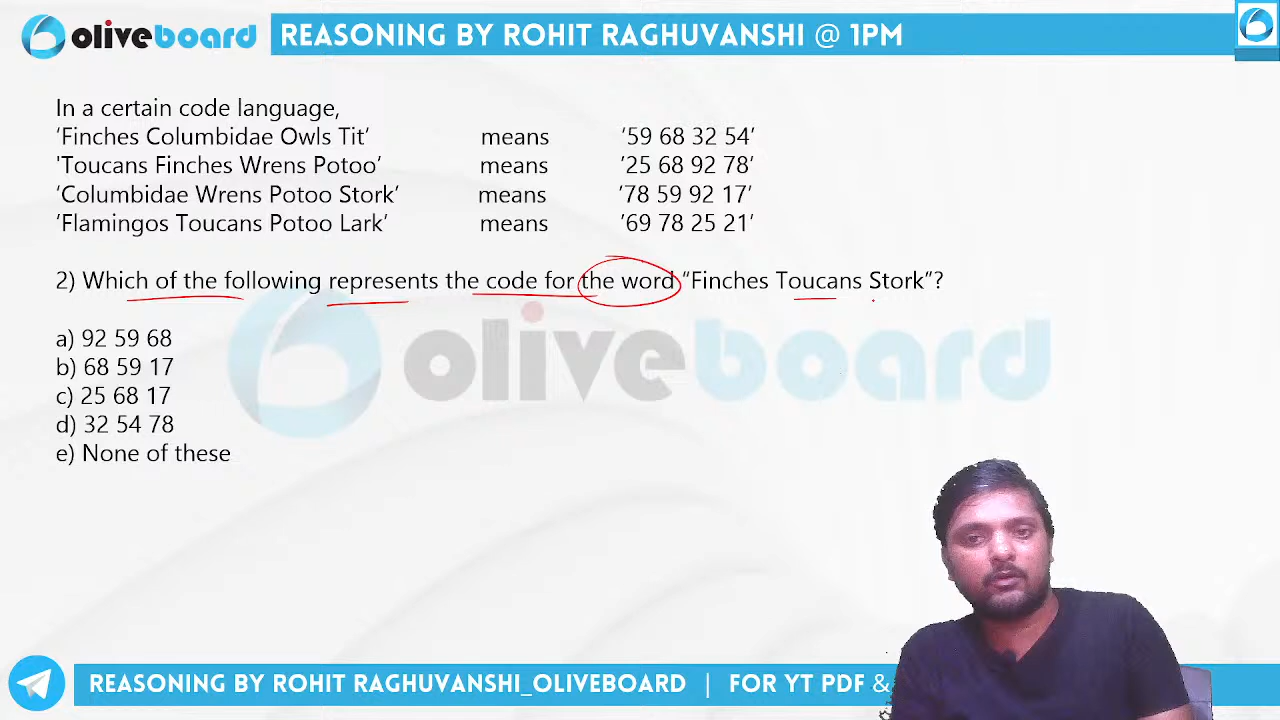 oliveboard REASONING BY ROHIT RAGHUVANSHI @ 1PM
In a certain code language,
‘Finches Columbidae Owls Tit’ means ’59 68 32 54’
'Toucans Finches Wrens Potoo’ means ’25 68 92 78’
‘Columbidae Wrens Potoo Stork’ means ’78 59 92 17’
‘Flamingos Toucans Potoo Lark’ means ’69 78 25 21’
2) Which of the following represents the code for the word “Finches Toucans Stork”?
a) 92 59 68
b) 68 59 17
c) 25 68 17
d) 32 54 78
e) None of these
oliveboard
REASONING BY ROHIT RAGHUVANSHI_OLIVEBOARD | FOR YT PDF &